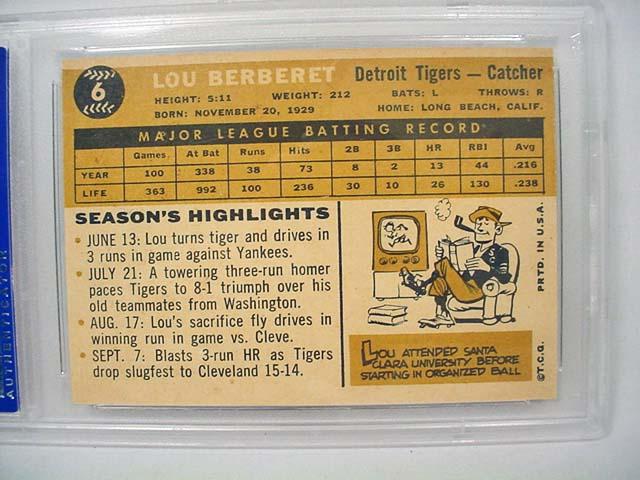 6
LOU BERBERET Detroit Tigers — Catcher
HEIGHT: 5:11 WEIGHT: 212 BATS: L THROWS: R
BORN: NOVEMBER 20, 1929 HOME: LONG BEACH, CALIF.
MAJOR LEAGUE BATTING RECORD
Games At Bat Runs Hits 2B 3B HR RBI Avg
YEAR 100 338 38 73 8 2 13 44 .216
LIFE 363 992 100 236 30 10 26 130 .238
SEASON'S HIGHLIGHTS
• JUNE 13: Lou turns tiger and drives in
3 runs in game against Yankees.
• JULY 21: A towering three-run homer
paces Tigers to 8-1 triumph over his
old teammates from Washington.
• AUG. 17: Lou's sacrifice fly drives in
winning run in game vs. Cleve.
• SEPT. 7: Blasts 3-run HR as Tigers
drop slugfest to Cleveland 15-14.
LOU ATTENDED SANTA
CLARA UNIVERSITY BEFORE
STARTING IN ORGANIZED BALL
©T.C.G. PRTD. IN U.S.A.
AUTHENTICATOR